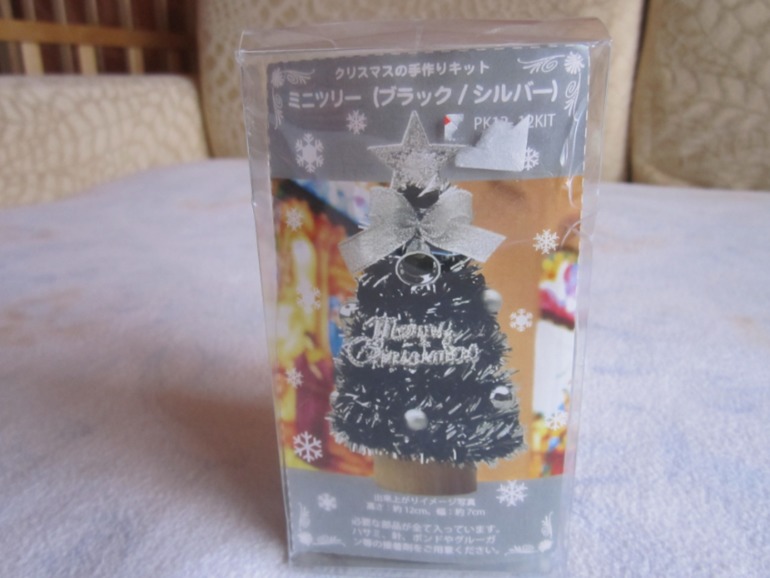 クリスマスの手作りキット
ミニツリー（ブラック/シルバー）
PK12- 12KIT
Merry
Christmas
出来上がりイメージ写真
高さ：約12cm、幅：約7cm
必要な部品が全て入っています。
ハサミ、針、ボンドやグルーガ
ン等の接着剤をご用意ください。